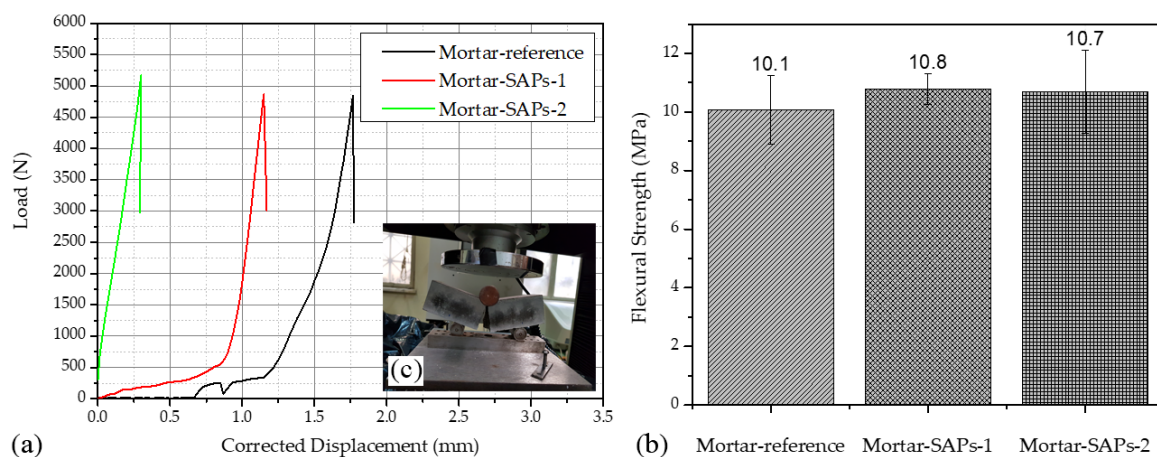 6000
5500
5000
4500
4000
3500
3000
2500
2000
1500
1000
500
0
Load (N)
0.0 0.5 1.0 1.5 2.0 2.5 3.0 3.5
Corrected Displacement (mm)
Mortar-reference
Mortar-SAPs-1
Mortar-SAPs-2
(c)
(a)
12
10
8
6
4
2
0
Flexural Strength (MPa)
10.1
10.8
10.7
Mortar-reference Mortar-SAPs-1 Mortar-SAPs-2
(b)